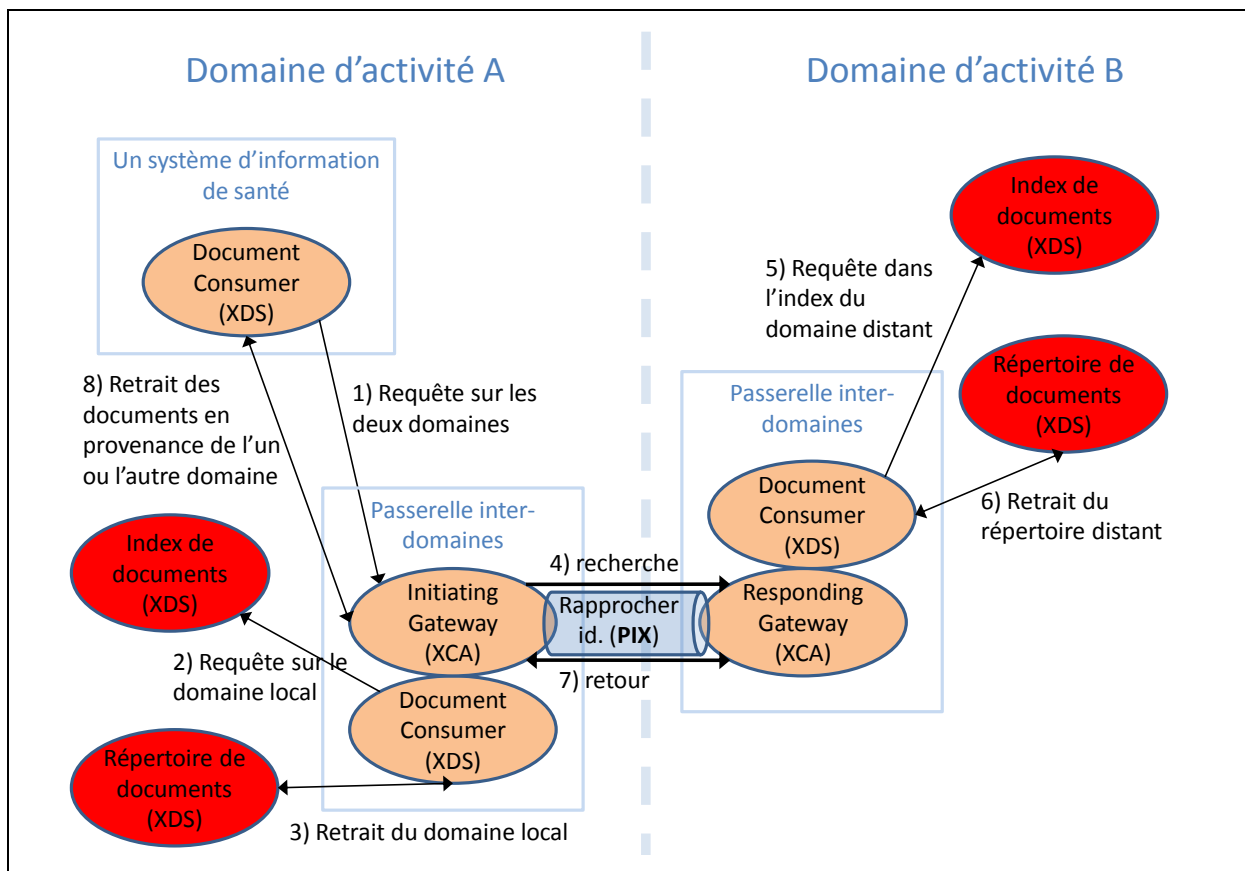 Domaine d'activité A
Domaine d'activité B
Un système d'information
de santé
Document
Consumer
(XDS)
Index de
documents
(XDS)
5) Requête dans
l'index du
domaine distant
8) Retrait des
documents en
provenance de l'un
ou l'autre domaine
1) Requête sur les
deux domaines
Passerelle inter-
domaines
Répertoire de
documents
(XDS)
Document
Consumer
(XDS)
6) Retrait du
répertoire distant
Passerelle inter-
domaines
Index de
documents
(XDS)
4) recherche
Initiating
Gateway
(XCA)
Rapprocher
id. (PIX)
Responding
Gateway
(XCA)
7) retour
2) Requête sur le
domaine local
Document
Consumer
(XDS)
Répertoire de
documents
(XDS)
3) Retrait du domaine local